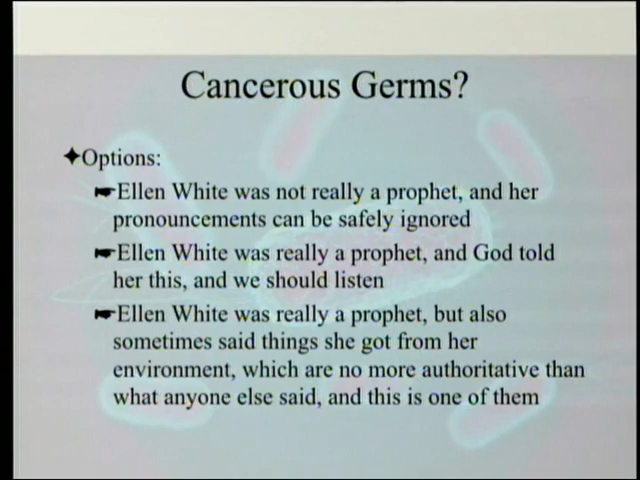 Cancerous Germs?
✦Options:
☛Ellen White was not really a prophet, and her
pronouncements can be safely ignored
☛Ellen White was really a prophet, and God told
her this, and we should listen
☛Ellen White was really a prophet, but also
sometimes said things she got from her
environment, which are no more authoritative than
what anyone else said, and this is one of them